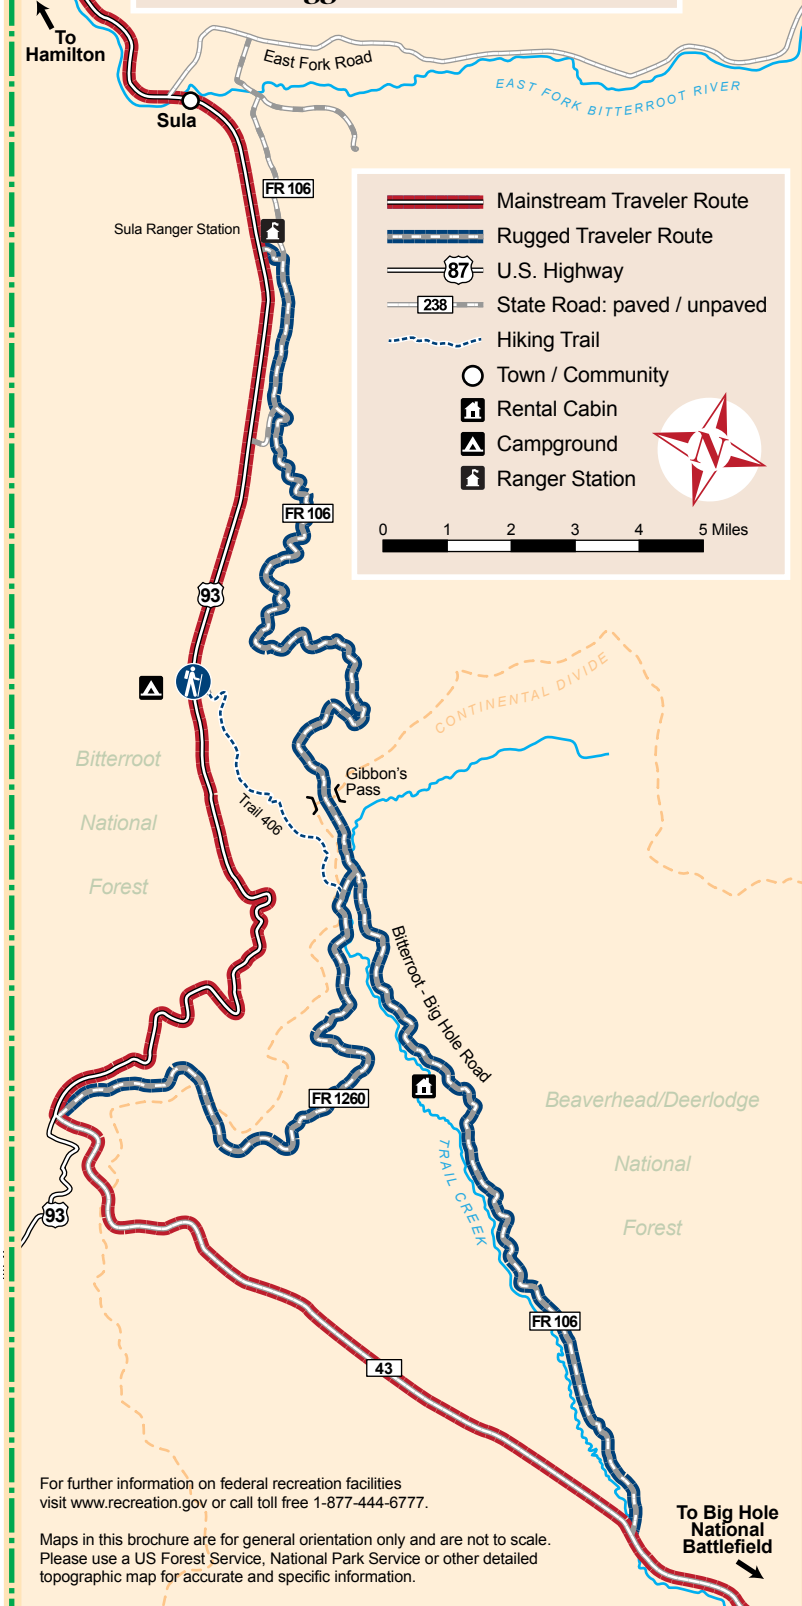 To
Hamilton
East Fork Road
EAST FORK BITTERROOT RIVER
Sula
FR 106
Sula Ranger Station
Mainstream Traveler Route
Rugged Traveler Route
87
U.S. Highway
238
State Road: paved / unpaved
Hiking Trail
Town / Community
Rental Cabin
Campground
Ranger Station
N
0 1 2 3 4 5 Miles
FR 106
93
CONTINENTAL DIVIDE
Bitterroot
National
Forest
Gibbon's
Pass
Trail 406
Bitterroot - Big Hole Road
FR 1260
Beaverhead/Deerlodge
National
Forest
TRAIL CREEK
93
FR 106
43
For further information on federal recreation facilities
visit www.recreation.gov or call toll free 1-877-444-6777.
To Big Hole
National
Battlefield
Maps in this brochure are for general orientation only and are not to scale.
Please use a US Forest Service, National Park Service or other detailed
topographic map for accurate and specific information.